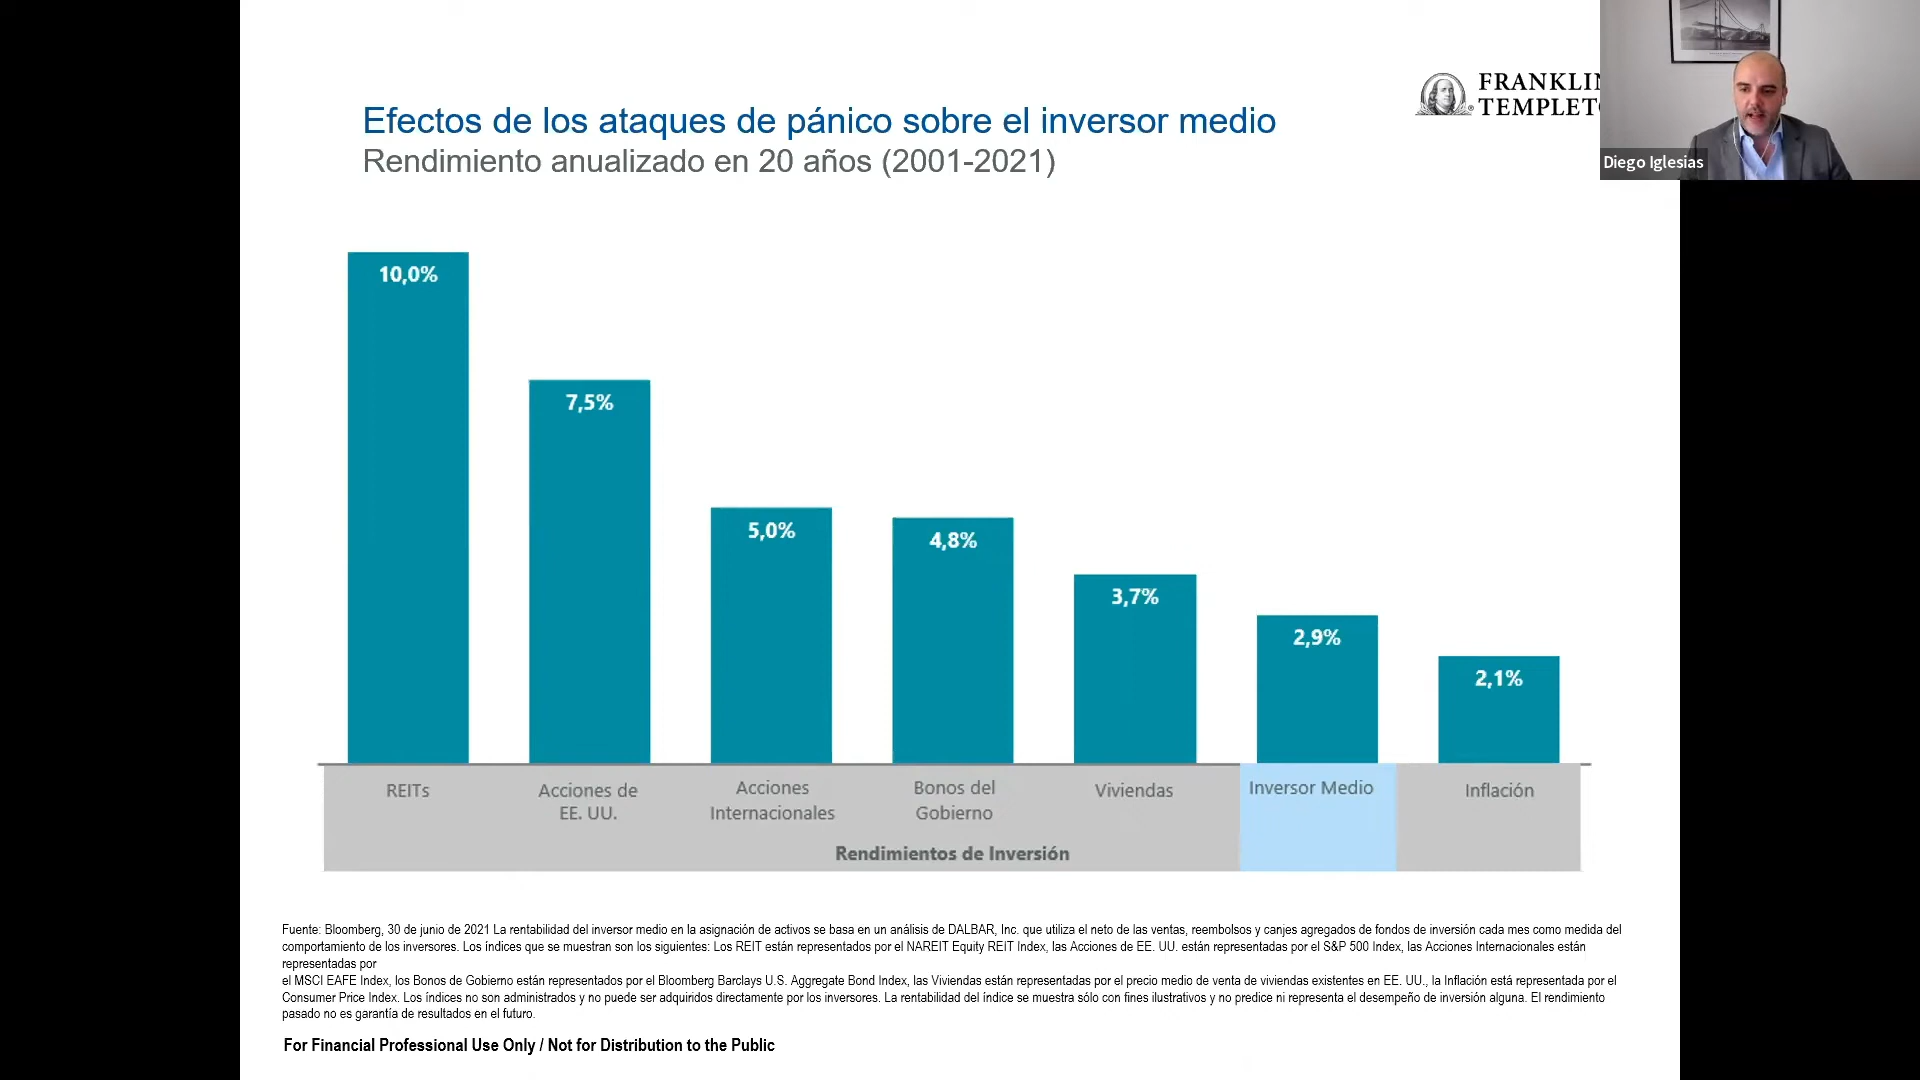 Efectos de los ataques de pánico sobre el inversor medio
Rendimiento anualizado en 20 años (2001-2021)
FRANKLIN
TEMPLETO
Diego Iglesias
10,0%
7,5%
5,0%
4,8%
3,7%
2,9%
2,1%
REITs
Acciones de
EE. UU.
Acciones
Internacionales
Bonos del
Gobierno
Viviendas
Inversor Medio
Inflación
Rendimientos de Inversión
Fuente: Bloomberg, 30 de junio de 2021 La rentabilidad del inversor medio en la asignación de activos se basa en un análisis de DALBAR, Inc. que utiliza el neto de las ventas, reembolsos y canjes agregados de fondos de inversión cada mes como medida del
comportamiento de los inversores. Los índices que se muestran son los siguientes: Los REIT están representados por el NAREIT Equity REIT Index, las Acciones de EE. UU. están representadas por el S&P 500 Index, las Acciones Internacionales están
representadas por
el MSCI EAFE Index, los Bonos de Gobierno están representados por el Bloomberg Barclays U.S. Aggregate Bond Index, las Viviendas están representadas por el precio medio de venta de viviendas existentes en EE. UU., la Inflación está representada por el
Consumer Price Index. Los índices no son administrados y no puede ser adquiridos directamente por los inversores. La rentabilidad del índice se muestra sólo con fines ilustrativos y no predice ni representa el desempeño de inversión alguna. El rendimiento
pasado no es garantía de resultados en el futuro.
For Financial Professional Use Only / Not for Distribution to the Public